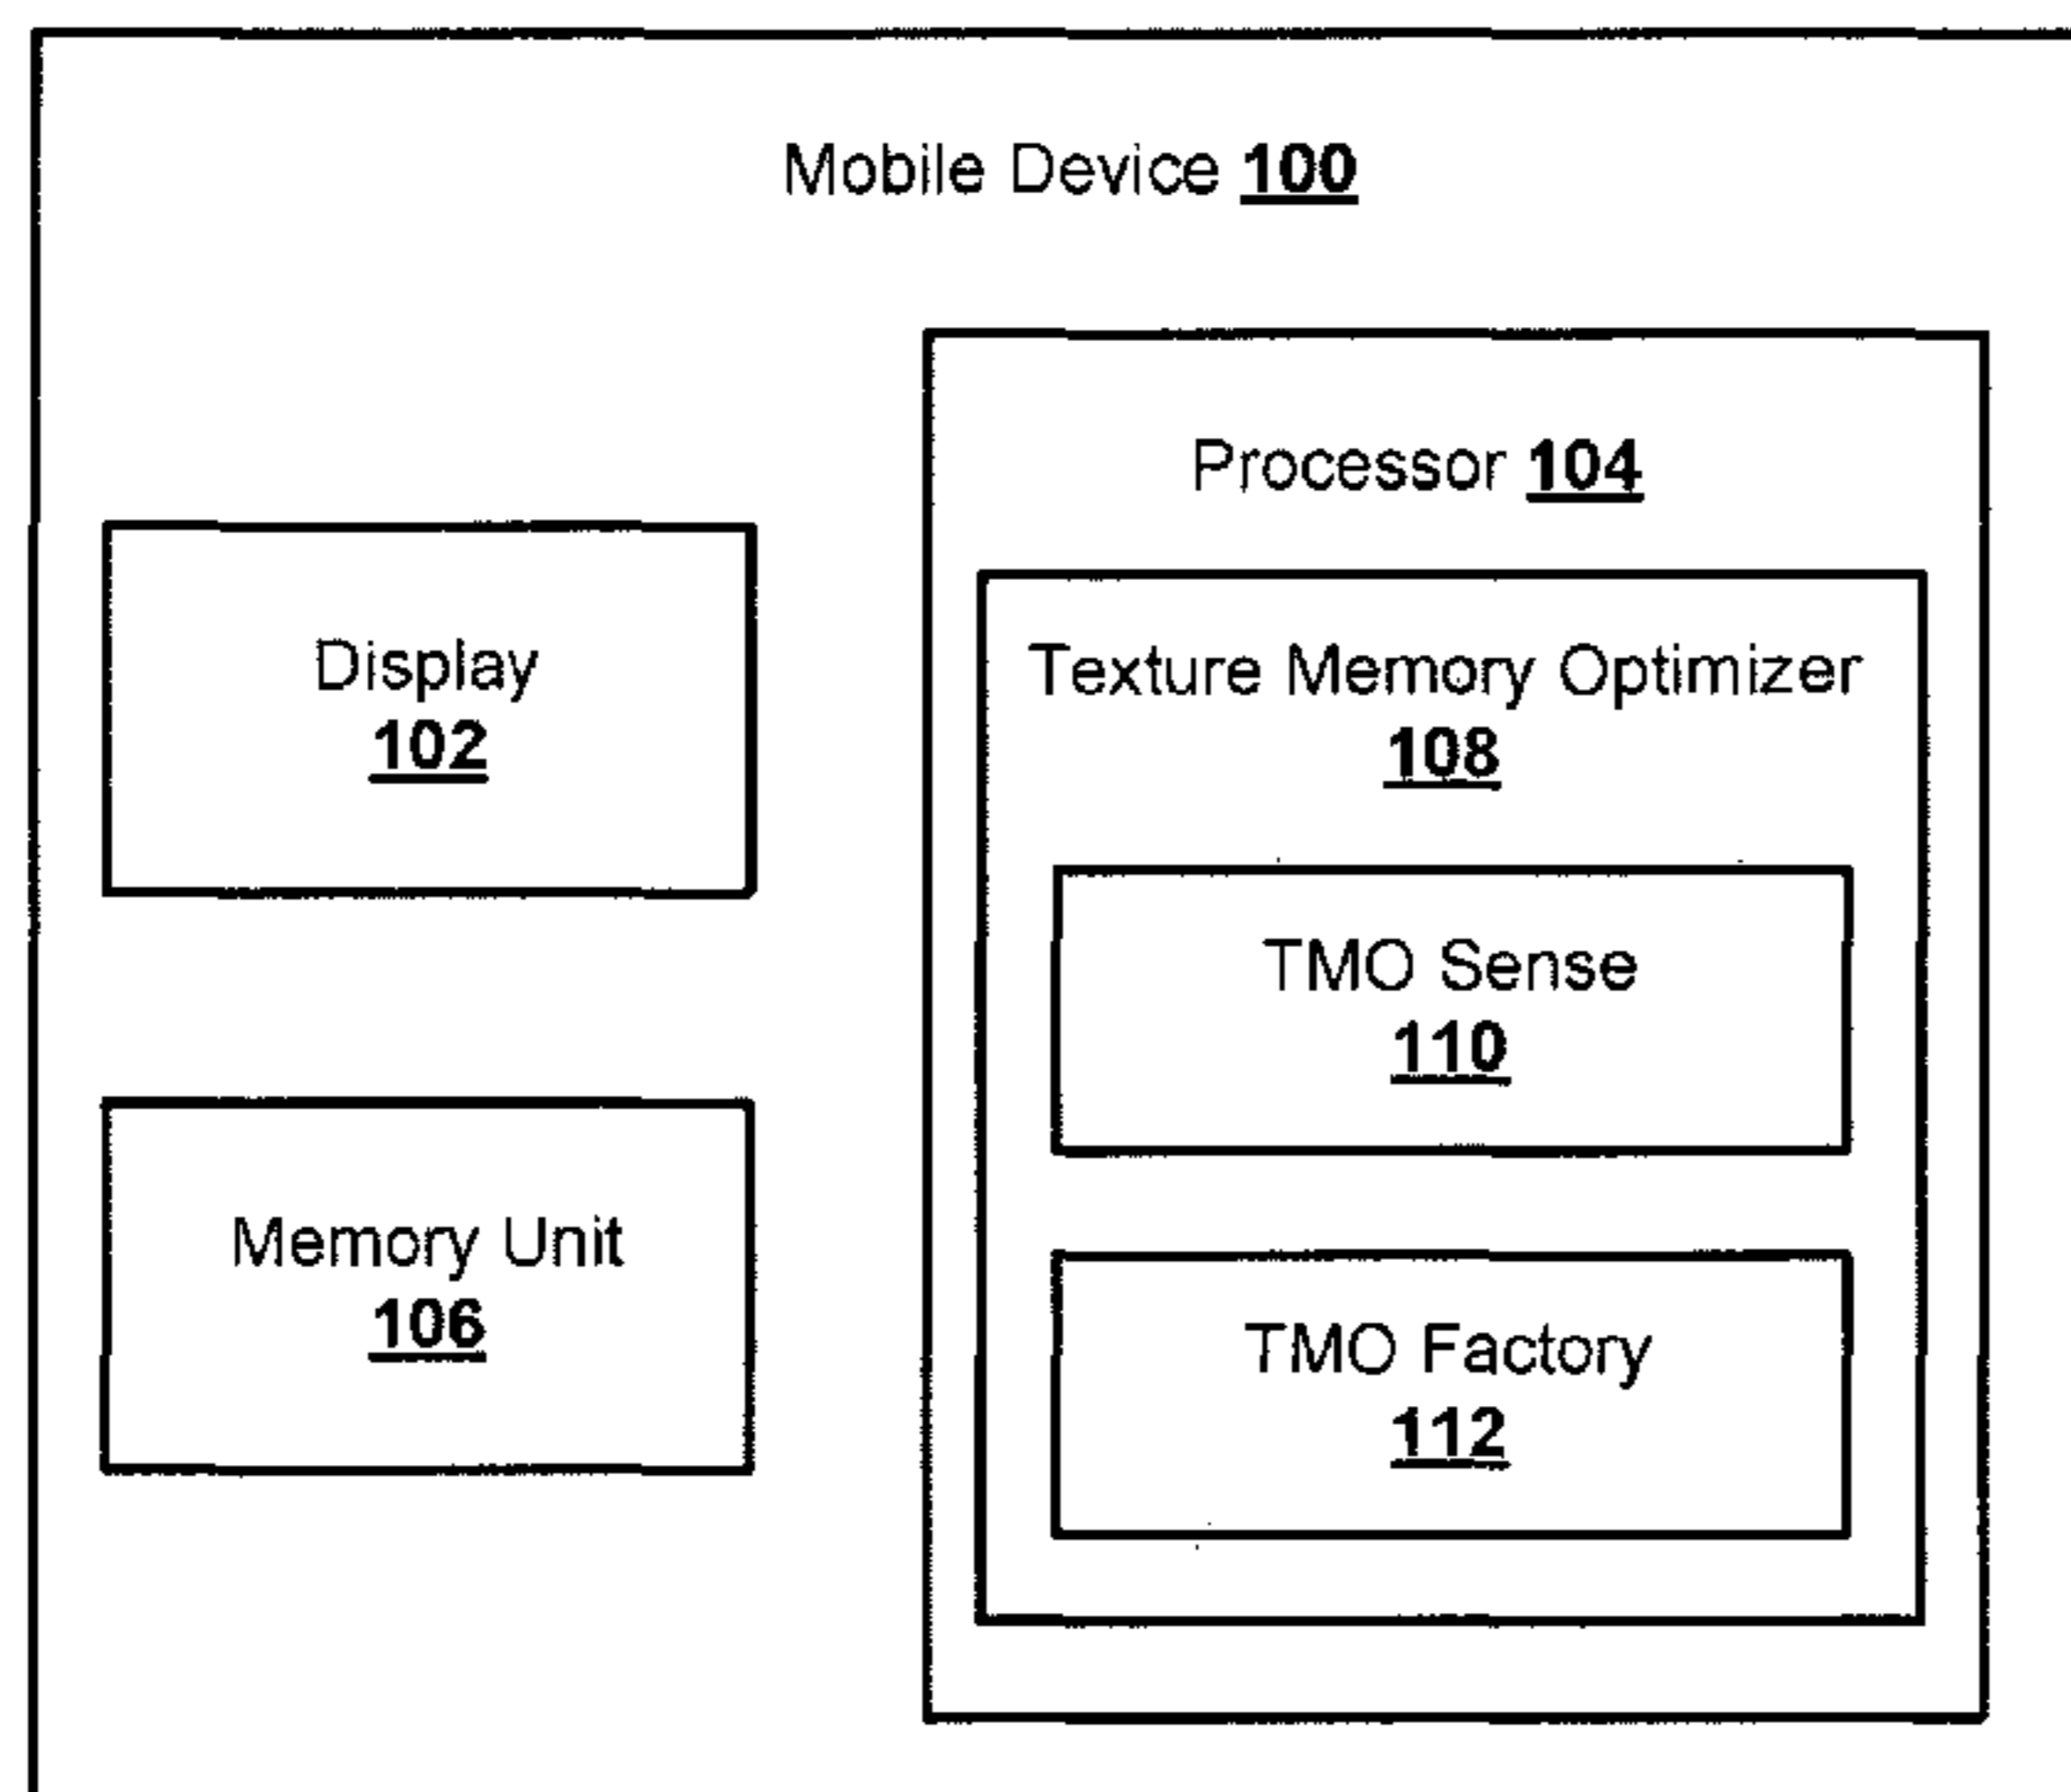 Mobile Device 100
Processor 104
Display
102
Texture Memory Optimizer
108
TMO Sense
110
Memory Unit
106
TMO Factory
112